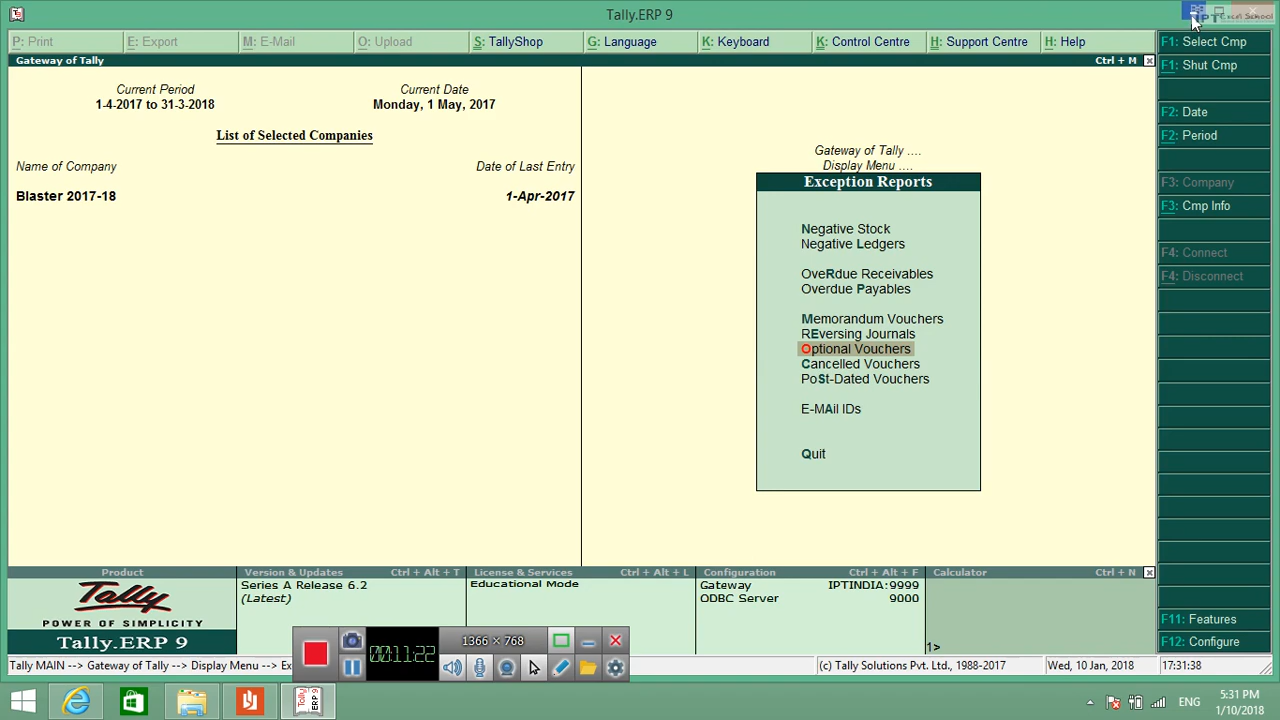 Tally.ERP 9
IPT Excel School
P: Print
E: Export
M: E-Mail
O: Upload
S: TallyShop
G: Language
K: Keyboard
K: Control Centre
H: Support Centre
H: Help
Gateway of Tally
Ctrl + M
Current Period
1-4-2017 to 31-3-2018
Current Date
Monday, 1 May, 2017
List of Selected Companies
Name of Company
Date of Last Entry
Blaster 2017-18
1-Apr-2017
Gateway of Tally ....
Display Menu ....
Exception Reports
Negative Stock
Negative Ledgers
OveRdue Receivables
Overdue Payables
Memorandum Vouchers
REversing Journals
Optional Vouchers
Cancelled Vouchers
PoSt-Dated Vouchers
E-MAil IDs
Quit
F1: Select Cmp
F1: Shut Cmp
F2: Date
F2: Period
F3: Company
F3: Cmp Info
F4: Connect
F4: Disconnect
F11: Features
F12: Configure
Product
Tally
POWER OF SIMPLICITY
Tally.ERP 9
Version & Updates
Ctrl + Alt + T
Series A Release 6.2
(Latest)
License & Services
Ctrl + Alt + L
Educational Mode
Configuration
Ctrl + Alt + F
Gateway
IPTINDIA:9999
ODBC Server
9000
Calculator
Ctrl + N
1>
00:11:22
1366 × 768
Tally MAIN --> Gateway of Tally --> Display Menu --> Ex
(c) Tally Solutions Pvt. Ltd., 1988-2017
Wed, 10 Jan, 2018
17:31:38
Tally
ERP 9
ENG
5:31 PM
1/10/2018